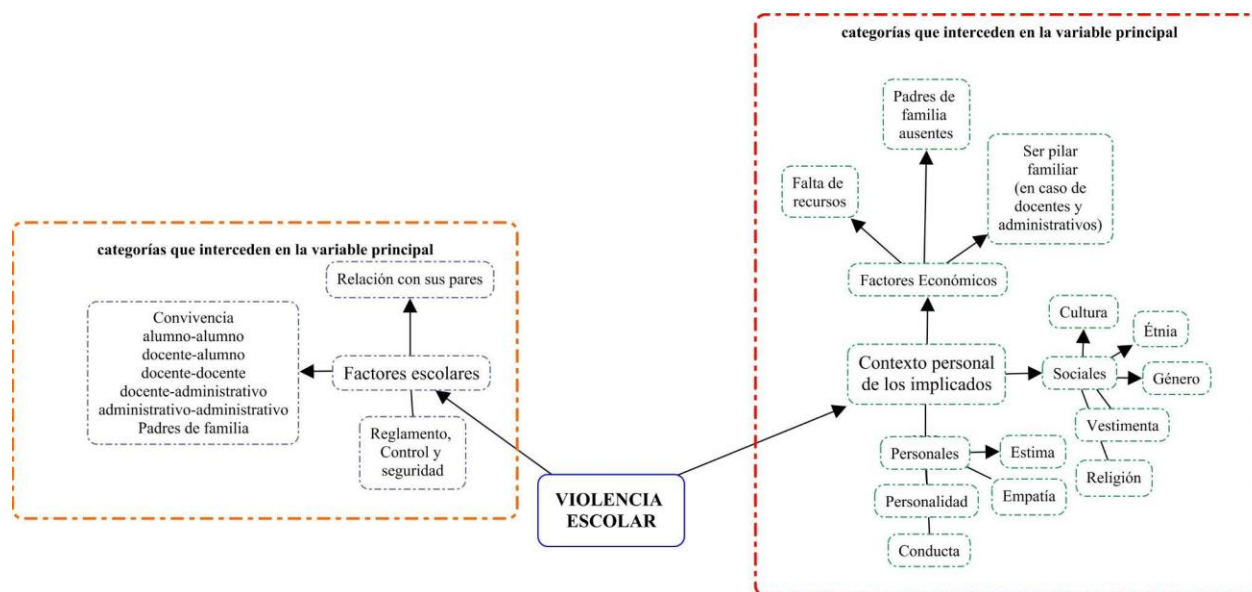 categorías que interceden en la variable principal
Relación con sus pares
Convivencia
alumno-alumno
docente-alumno
docente-docente
docente-administrativo
administrativo-administrativo
Padres de familia
Factores escolares
Reglamento,
Control y
seguridad
VIOLENCIA
ESCOLAR
categorías que interceden en la variable principal
Padres de
familia
ausentes
Ser pilar
familiar
(en caso de
docentes y
administrativos)
Falta de
recursos
Factores Económicos
Contexto personal
de los implicados
Cultura
Étnia
Sociales
Género
Vestimenta
Religión
Personales
Estima
Empatía
Personalidad
Conducta